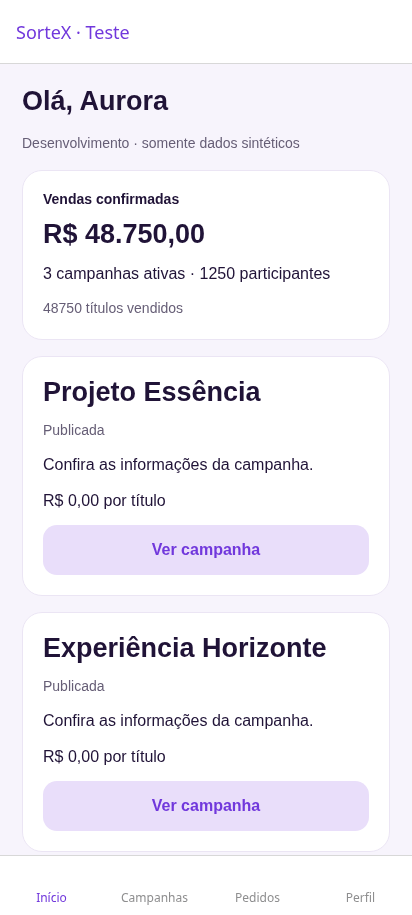 SorteX · Teste
Olá, Aurora
Desenvolvimento · somente dados sintéticos
Vendas confirmadas
R$ 48.750,00
3 campanhas ativas · 1250 participantes
48750 títulos vendidos
Projeto Essência
Publicada
Confira as informações da campanha.
R$ 0,00 por título
Ver campanha
Experiência Horizonte
Publicada
Confira as informações da campanha.
R$ 0,00 por título
Ver campanha
Início Campanhas Pedidos Perfil